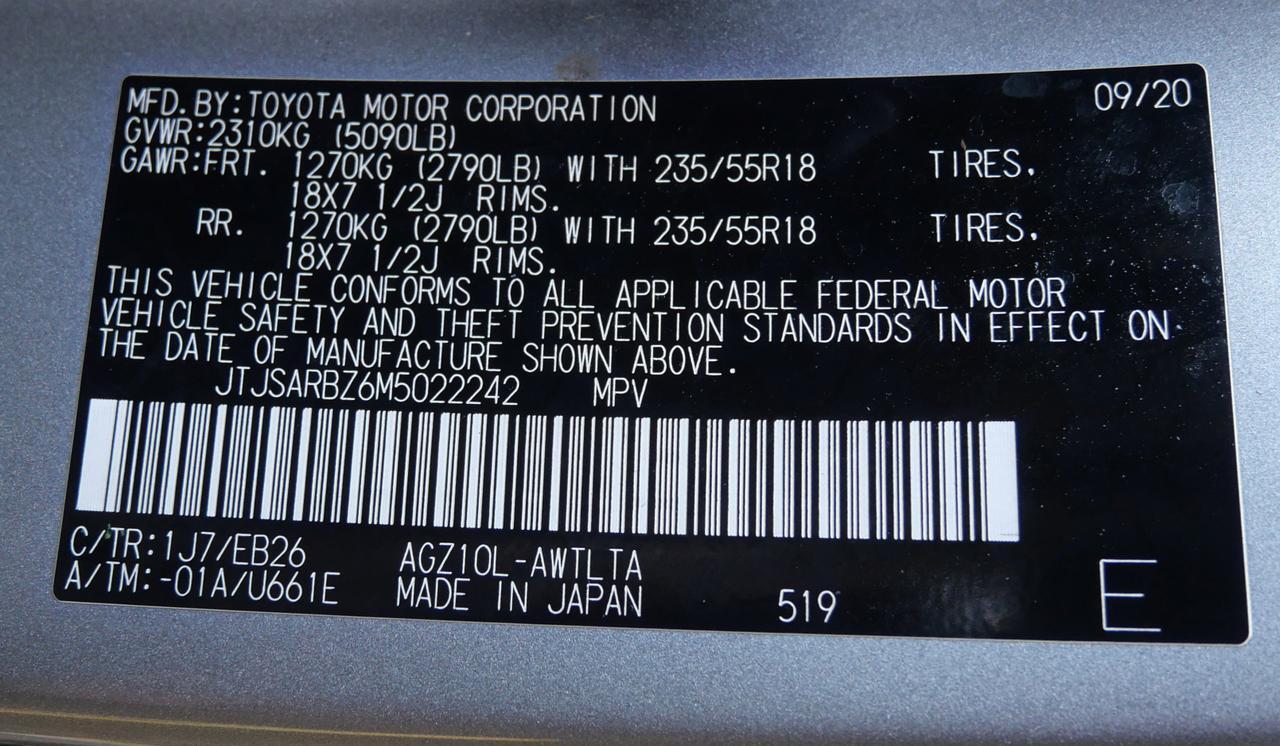 MFD.BY:TOYOTA MOTOR CORPORATION 09/20
GVWR:2310KG (5090LB)
GAWR:FRT. 1270KG (2790LB) WITH 235/55R18 TIRES.
18X7 1/2J RIMS.
RR. 1270KG (2790LB) WITH 235/55R18 TIRES.
18X7 1/2J RIMS.
THIS VEHICLE CONFORMS TO ALL APPLICABLE FEDERAL MOTOR
VEHICLE SAFETY AND THEFT PREVENTION STANDARDS IN EFFECT ON
THE DATE OF MANUFACTURE SHOWN ABOVE.
JTJSARBZ6M5022242 MPV
C/TR:1J7/EB26 AGZ10L-AWTLTA
A/TM:-01A/U661E MADE IN JAPAN 519 E